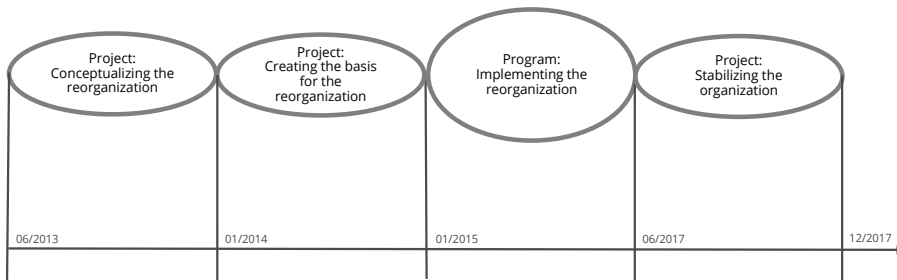 Project:
Conceptualizing the
reorganization
Project:
Creating the basis
for the
reorganization
Program:
Implementing the
reorganization
Project:
Stabilizing the
organization
06/2013
01/2014
01/2015
06/2017
12/2017